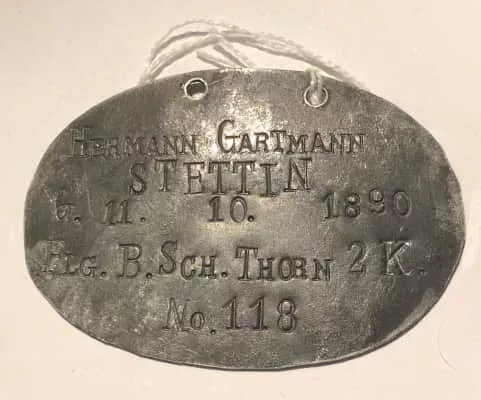 HERMANN GARTMANN
STETTIN
G. 11. 10. 1890
FLG. B. SCH. THORN 2 K.
No. 118